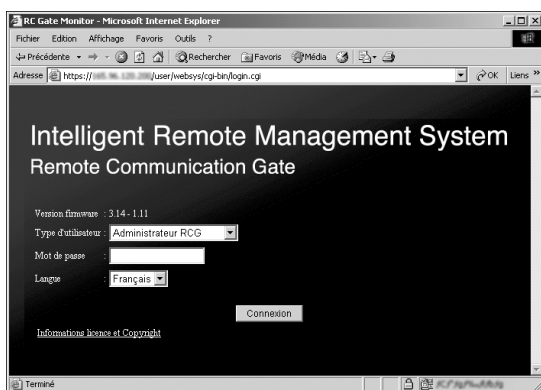 RC Gate Monitor - Microsoft Internet Explorer
Fichier Edition Affichage Favoris Outils ?
Précédente Rechercher Favoris Média
Adresse https:// /user/websys/cgi-bin/login.cgi OK Liens »
Intelligent Remote Management System
Remote Communication Gate
Version firmware : 3.14 - 1.11
Type d'utilisateur : Administrateur RCG
Mot de passe :
Langue : Français
Connexion
Informations licence et Copyright
Terminé